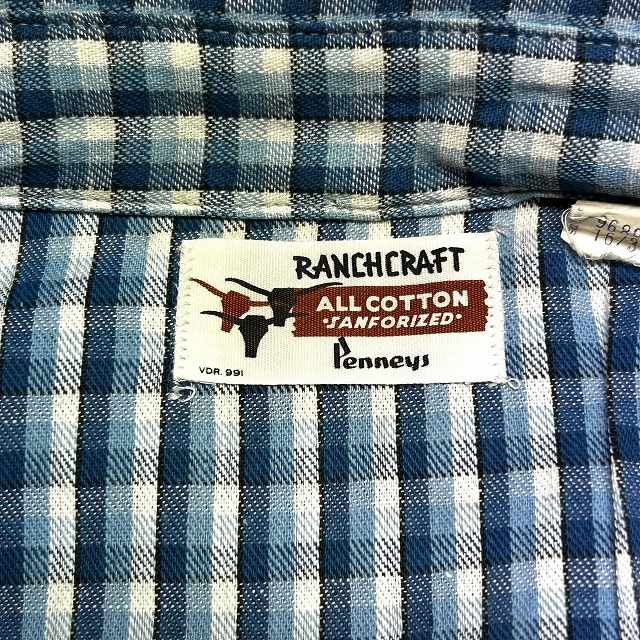 RANCHCRAFT
ALL COTTON
•SANFORIZED•
Penneys
VDR. 991